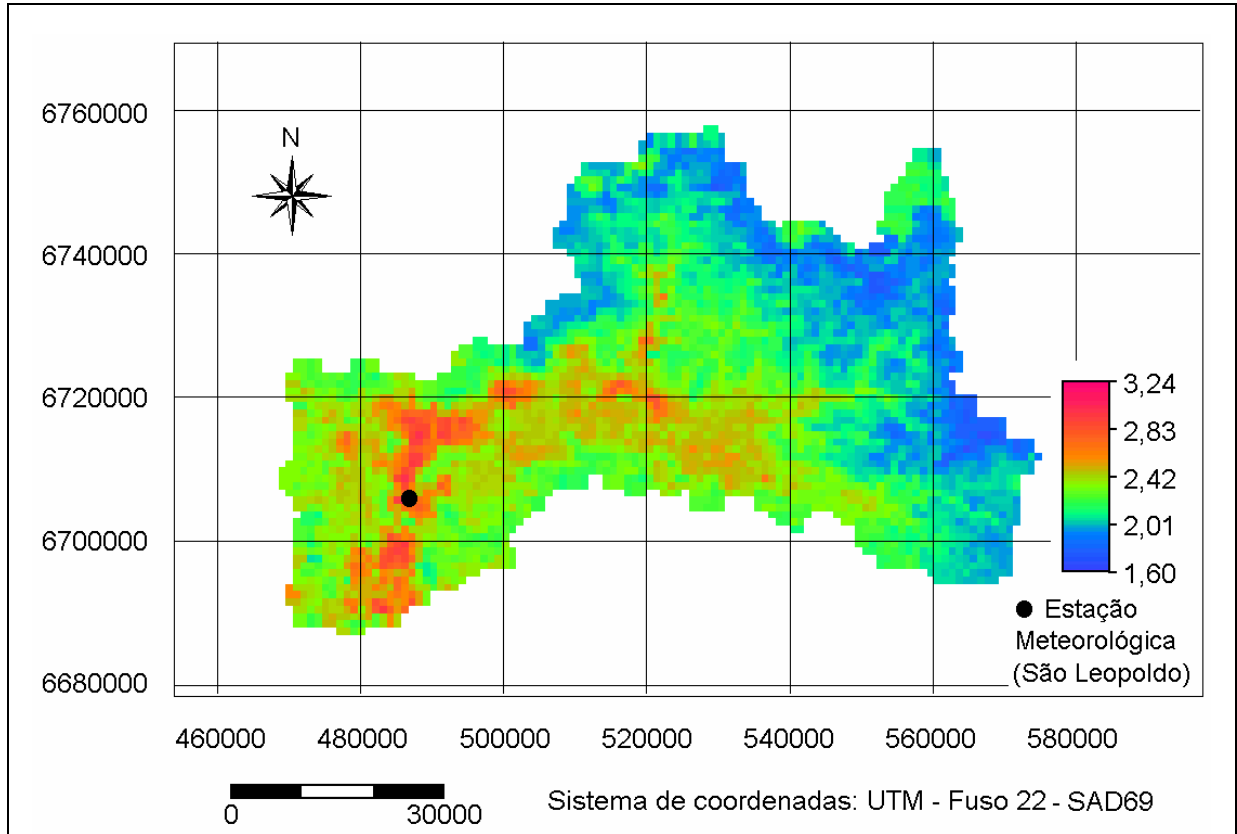 6760000
N
6740000
6720000
6700000
6680000
3,24
2,83
2,42
2,01
1,60
Estação
Meteorológica
(São Leopoldo)
460000 480000 500000 520000 540000 560000 580000
0 30000
Sistema de coordenadas: UTM - Fuso 22 - SAD69